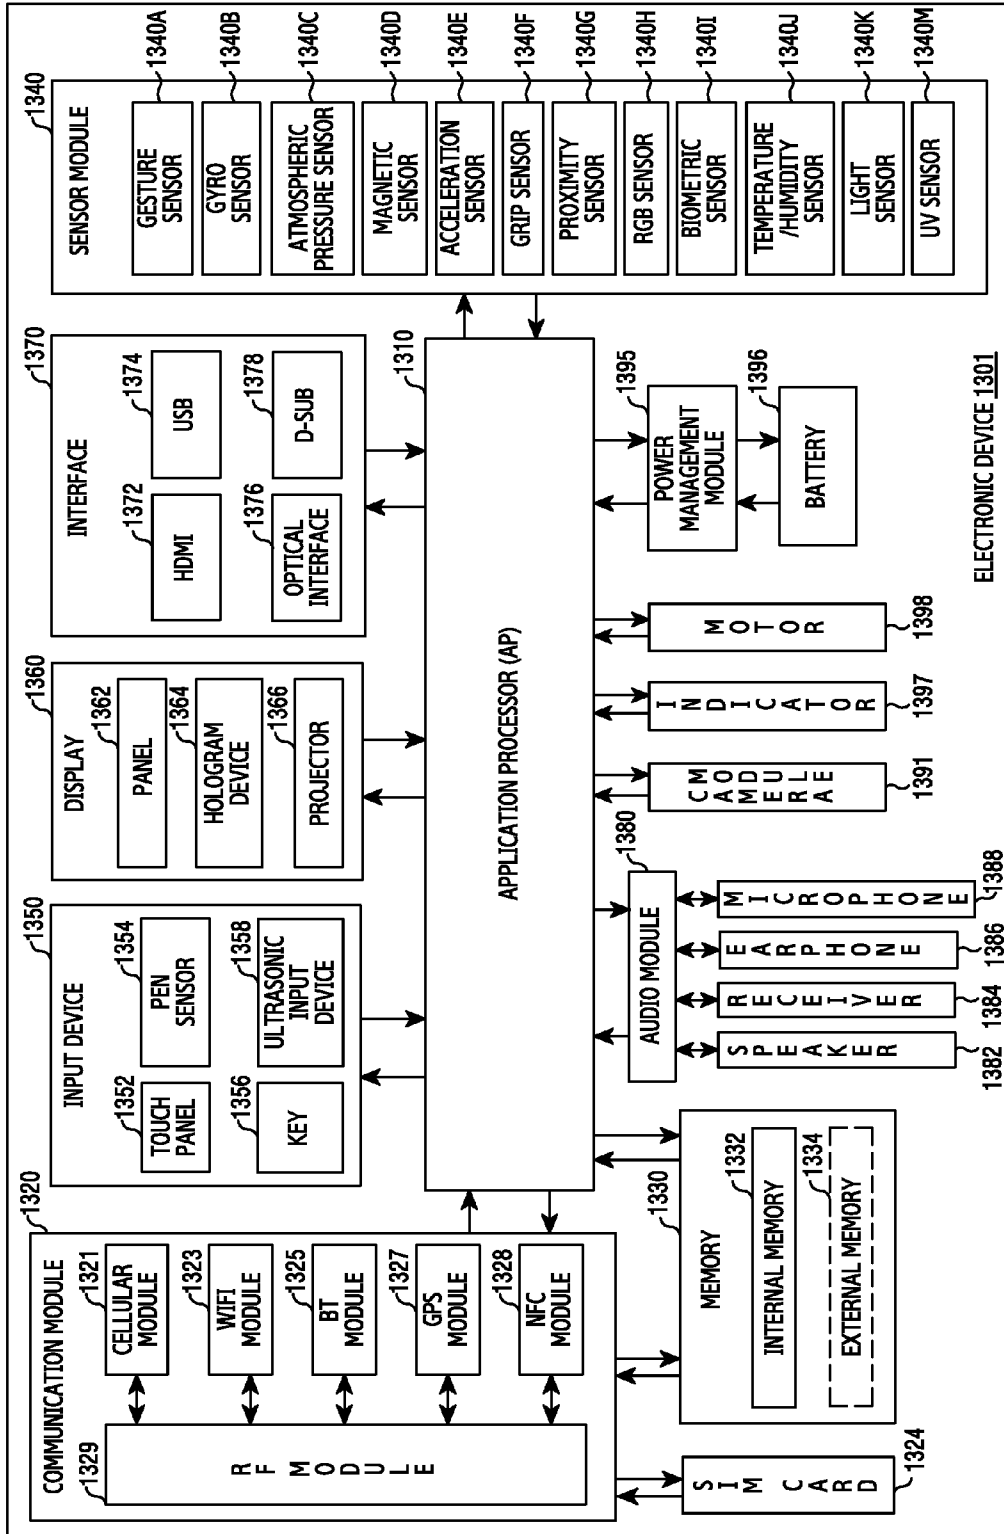 COMMUNICATION MODULE
1320
1329
RF MODULE
1321
CELLULAR
MODULE
1323
WIFI
MODULE
1325
BT
MODULE
1327
GPS
MODULE
1328
NFC
MODULE
SIM CARD
1324
INPUT DEVICE
1350
1352
TOUCH
PANEL
1354
PEN
SENSOR
1356
KEY
1358
ULTRASONIC
INPUT
DEVICE
DISPLAY
1360
1362
PANEL
1364
HOLOGRAM
DEVICE
1366
PROJECTOR
INTERFACE
1370
1372
HDMI
1374
USB
1376
OPTICAL
INTERFACE
1378
D-SUB
SENSOR MODULE
1340
GESTURE
SENSOR
1340A
GYRO
SENSOR
1340B
ATMOSPHERIC
PRESSURE SENSOR
1340C
MAGNETIC
SENSOR
1340D
ACCELERATION
SENSOR
1340E
GRIP SENSOR
1340F
PROXIMITY
SENSOR
1340G
RGB SENSOR
1340H
BIOMETRIC
SENSOR
1340I
TEMPERATURE
/HUMIDITY
SENSOR
1340J
LIGHT
SENSOR
1340K
UV SENSOR
1340M
APPLICATION PROCESSOR (AP)
1310
1330
MEMORY
1332
INTERNAL MEMORY
1334
EXTERNAL MEMORY
AUDIO MODULE
1380
SPEAKER
1382
RECEIVER
1384
EARPHONE
1386
MICROPHONE
1388
CAMERA
MODULE
1391
INDICATOR
1397
MOTOR
1398
POWER
MANAGEMENT
MODULE
1395
BATTERY
1396
ELECTRONIC DEVICE 1301